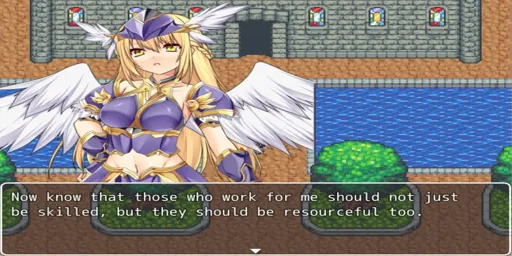 Now know that those who work for me should not just
be skilled, but they should be resourceful too.